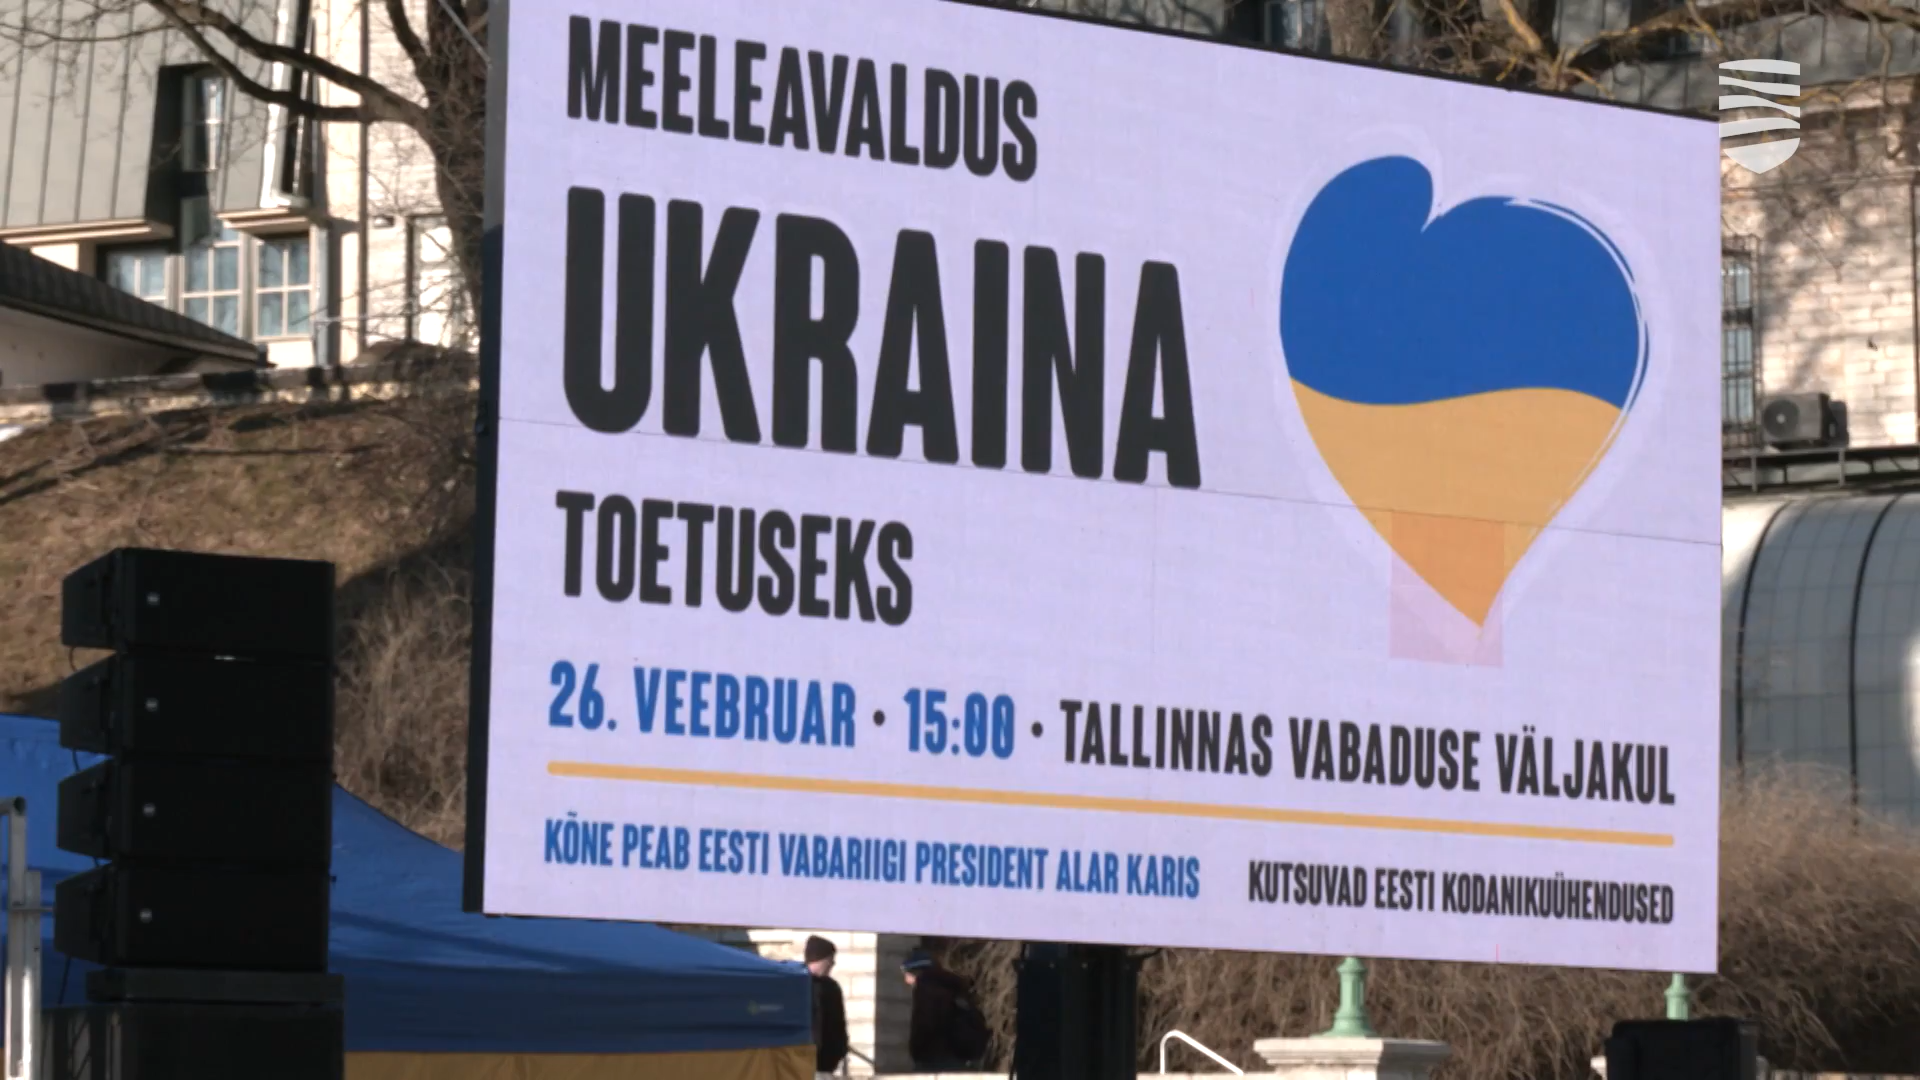 MEELEAVALDUS
UKRAINA
TOETUSEKS
26. VEEBRUAR • 15:00 • TALLINNAS VABADUSE VÄLJAKUL
KÕNE PEAB EESTI VABARIIGI PRESIDENT ALAR KARIS KUTSUVAD EESTI KODANIKUÜHENDUSED